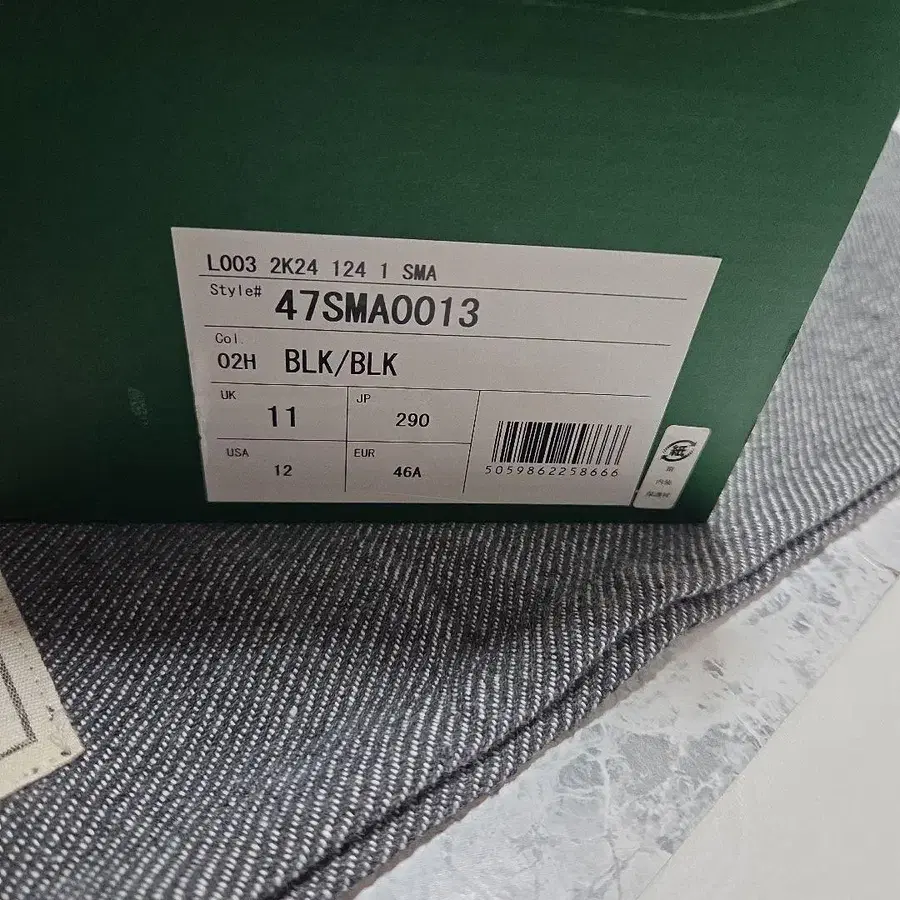 L003 2K24 124 1 SMA
Style# 47SMA0013
Col.
02H BLK/BLK
UK 11
JP 290
USA 12
EUR 46A
5059862258666
紙